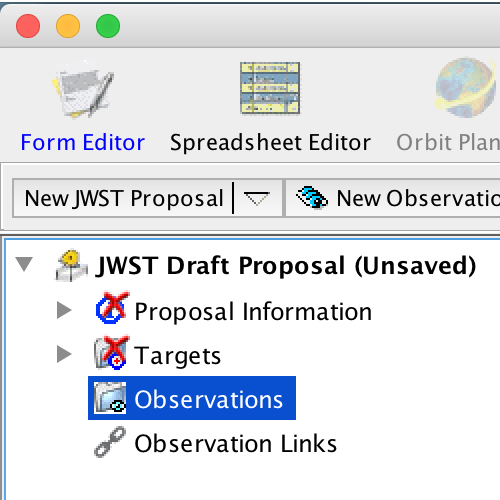 Form Editor Spreadsheet Editor Orbit Plan
New JWST Proposal New Observatio
JWST Draft Proposal (Unsaved)
Proposal Information
Targets
Observations
Observation Links